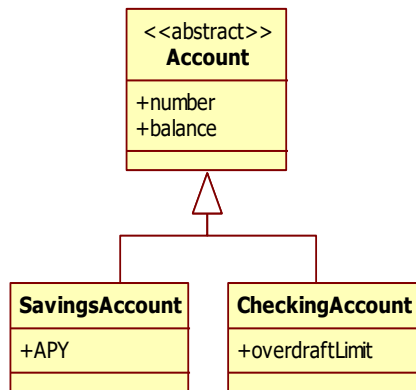 <<abstract>>
Account
+number
+balance
SavingsAccount
+APY
CheckingAccount
+overdraftLimit